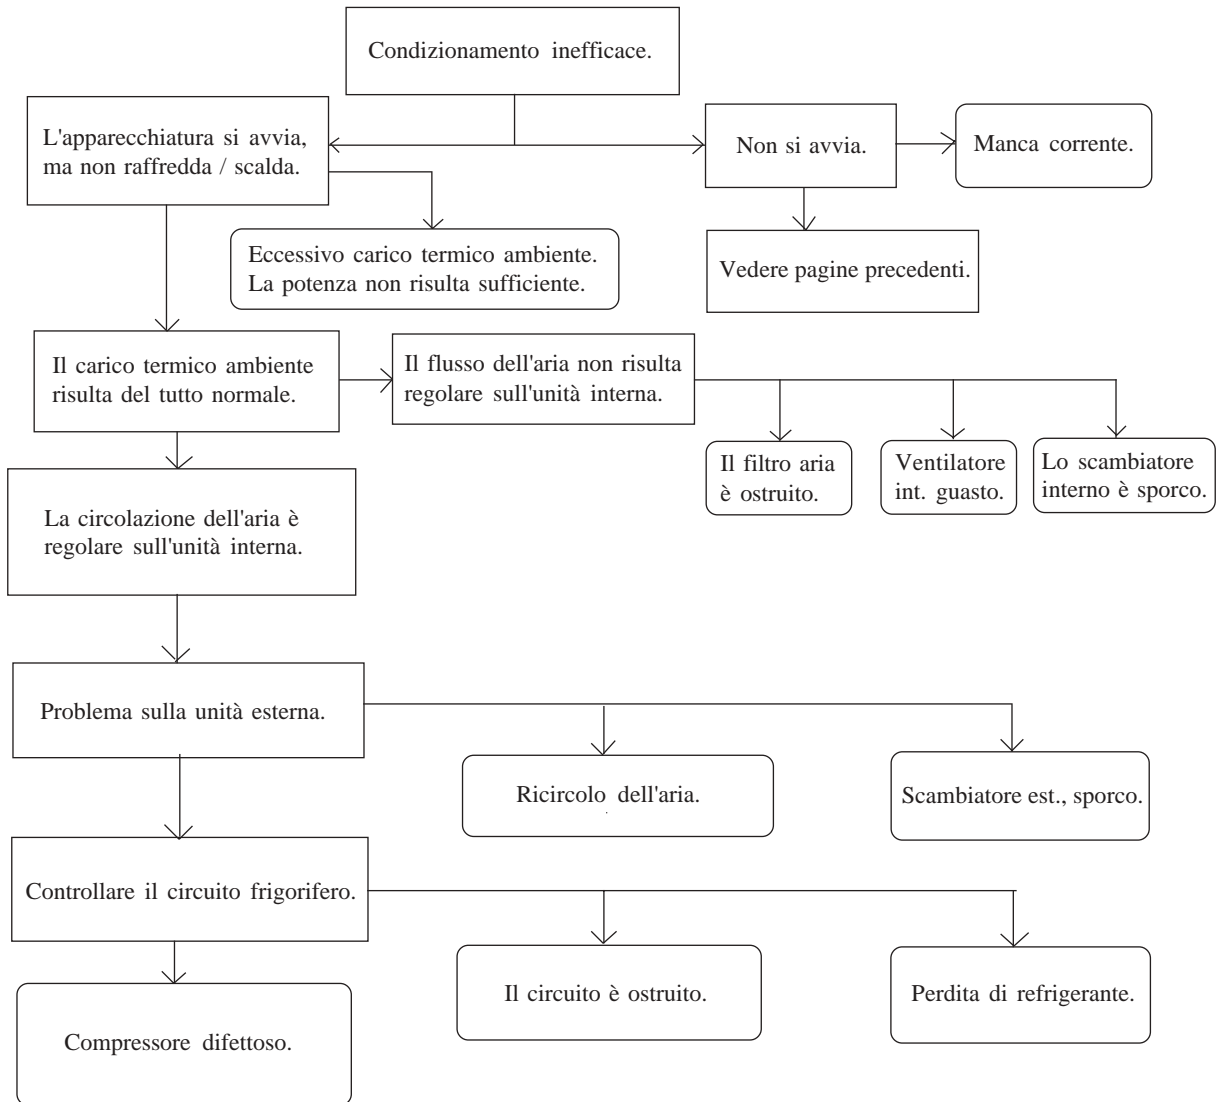 Condizionamento inefficace.
L'apparecchiatura si avvia,
ma non raffredda / scalda.
Non si avvia.
Manca corrente.
Eccessivo carico termico ambiente.
La potenza non risulta sufficiente.
Vedere pagine precedenti.
Il carico termico ambiente
risulta del tutto normale.
Il flusso dell'aria non risulta
regolare sull'unità interna.
Il filtro aria
è ostruito.
Ventilatore
int. guasto.
Lo scambiatore
interno è sporco.
La circolazione dell'aria è
regolare sull'unità interna.
Problema sulla unità esterna.
Ricircolo dell'aria.
Scambiatore est., sporco.
Controllare il circuito frigorifero.
Il circuito è ostruito.
Perdita di refrigerante.
Compressore difettoso.